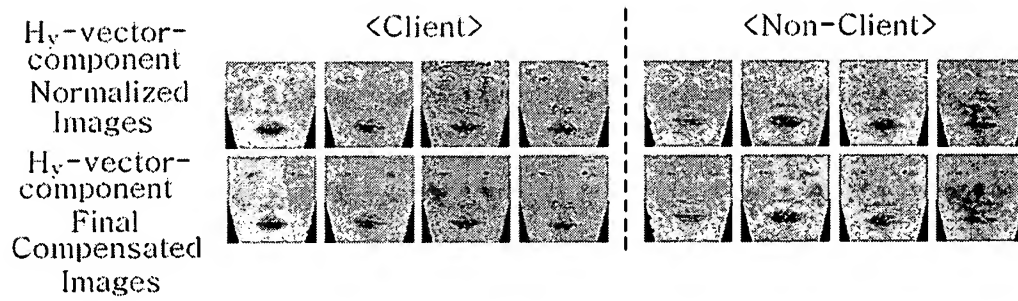 <Client>
<Non-Client>
Hv-vector-
component
Normalized
Images
Hv-vector-
component
Final
Compensated
Images